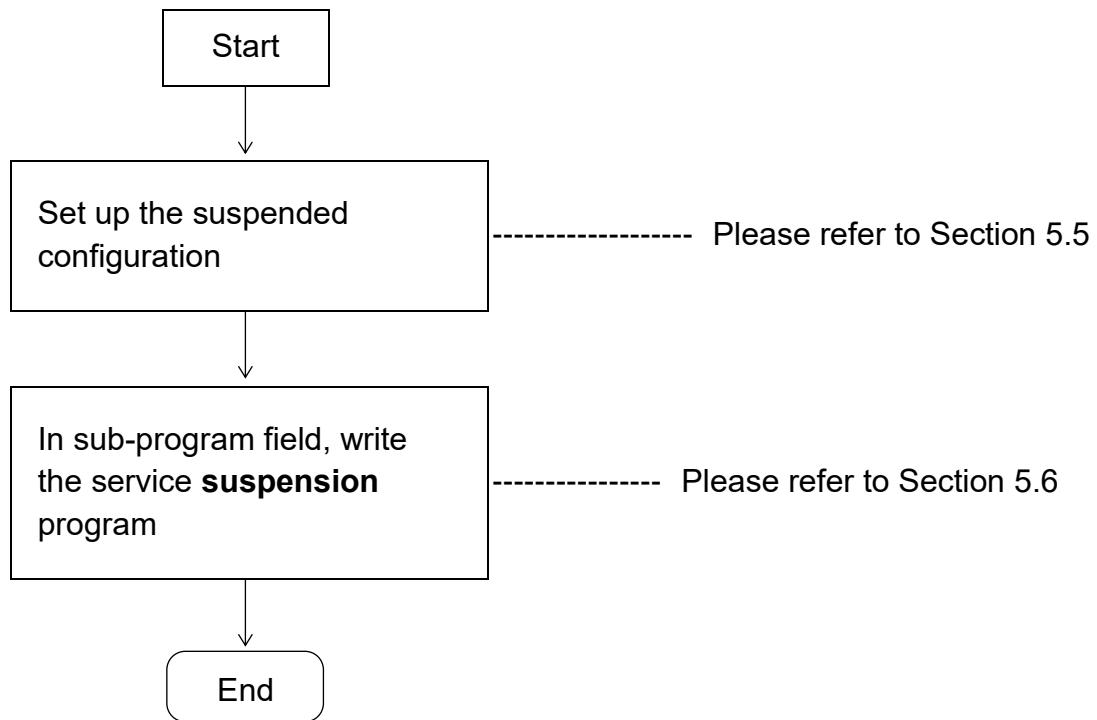 Start
Set up the suspended
configuration
Please refer to Section 5.5
In sub-program field, write
the service suspension
program
Please refer to Section 5.6
End